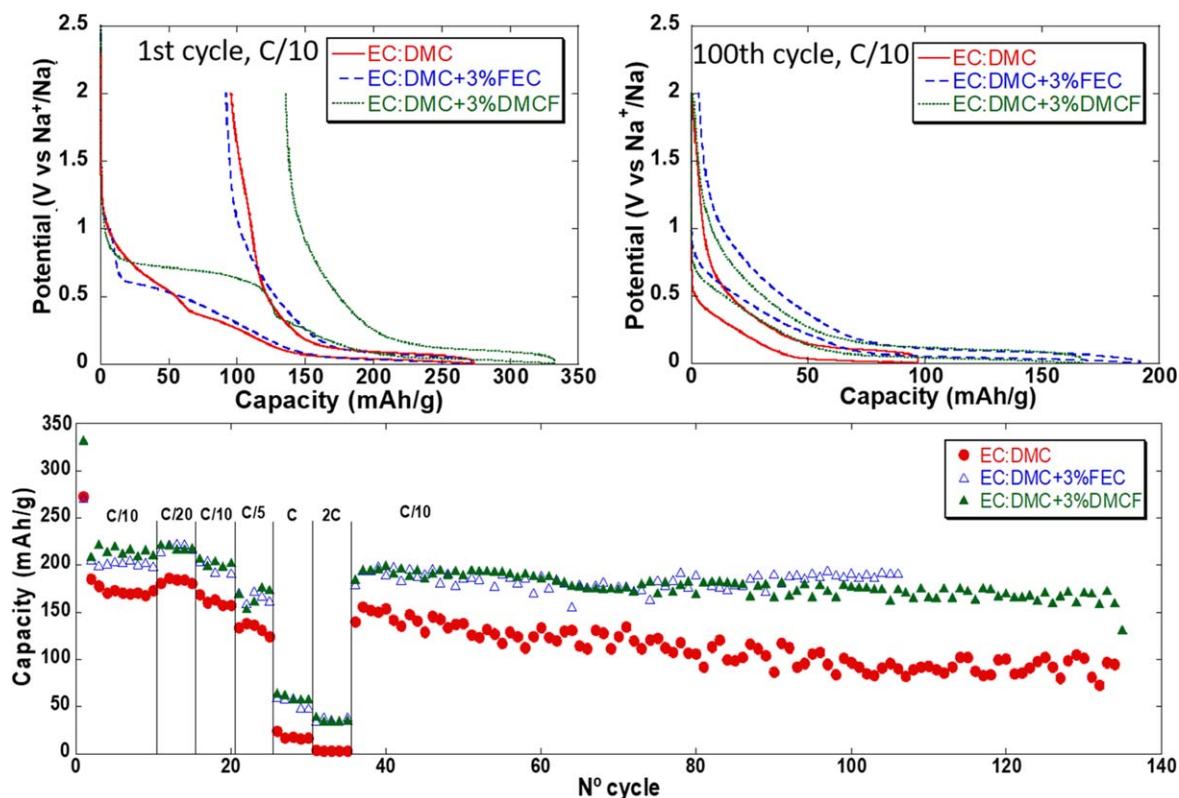 1st cycle, C/10
EC:DMC
EC:DMC+3%FEC
EC:DMC+3%DMCF
Potential (V vs Na⁺/Na)
2.5
2
1.5
1
0.5
0
0 50 100 150 200 250 300 350
Capacity (mAh/g)
100th cycle, C/10
EC:DMC
EC:DMC+3%FEC
EC:DMC+3%DMCF
Potential (V vs Na⁺/Na)
2.5
2
1.5
1
0.5
0
0 50 100 150 200
Capacity (mAh/g)
EC:DMC
EC:DMC+3%FEC
EC:DMC+3%DMCF
C/10 C/20 C/10 C/5 C 2C C/10
Capacity (mAh/g)
400
350
300
250
200
150
100
50
0
0 20 40 60 80 100 120 140
Nº cycle